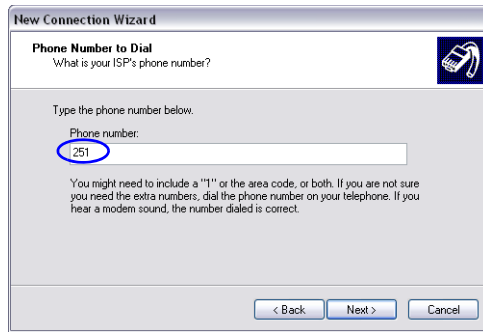 New Connection Wizard
Phone Number to Dial
What is your ISP's phone number?
Type the phone number below.
Phone number:
251
You might need to include a "1" or the area code, or both. If you are not sure
you need the extra numbers, dial the phone number on your telephone. If you
hear a modem sound, the number dialed is correct.
< Back Next > Cancel